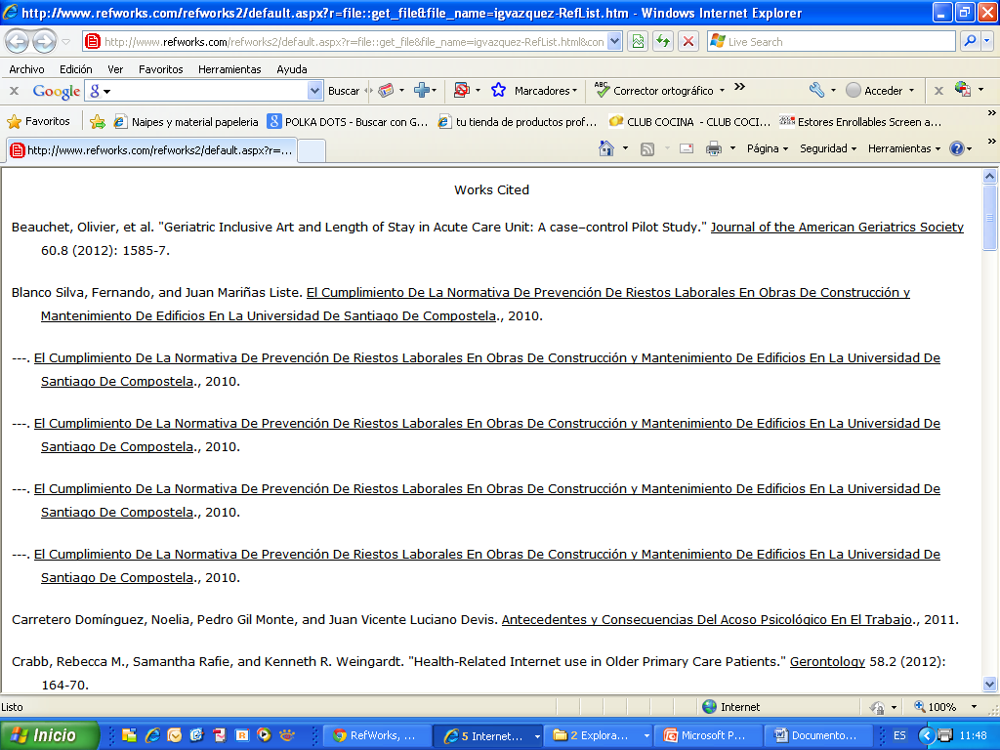 http://www.refworks.com/refworks2/default.aspx?r=file::get_file&file_name=igvazquez-RefList.htm - Windows Internet Explorer
http://www.refworks.com/refworks2/default.aspx?r=file::get_file&file_name=igvazquez-RefList.html&con Live Search
Archivo Edición Ver Favoritos Herramientas Ayuda
x Google g Buscar Marcadores ABC Corrector ortográfico » Acceder x
Favoritos Naipes y material papeleria g POLKA DOTS - Buscar con G... tu tienda de productos prof... CLUB COCINA - CLUB COCI... Estores Enrollables Screen a... »
http://www.refworks.com/refworks2/default.aspx?r=... Página Seguridad Herramientas ? »
Works Cited
Beauchet, Olivier, et al. "Geriatric Inclusive Art and Length of Stay in Acute Care Unit: A case–control Pilot Study." Journal of the American Geriatrics Society
60.8 (2012): 1585-7.
Blanco Silva, Fernando, and Juan Mariñas Liste. El Cumplimiento De La Normativa De Prevención De Riestos Laborales En Obras De Construcción y
Mantenimiento De Edificios En La Universidad De Santiago De Compostela., 2010.
---. El Cumplimiento De La Normativa De Prevención De Riestos Laborales En Obras De Construcción y Mantenimiento De Edificios En La Universidad De
Santiago De Compostela., 2010.
---. El Cumplimiento De La Normativa De Prevención De Riestos Laborales En Obras De Construcción y Mantenimiento De Edificios En La Universidad De
Santiago De Compostela., 2010.
---. El Cumplimiento De La Normativa De Prevención De Riestos Laborales En Obras De Construcción y Mantenimiento De Edificios En La Universidad De
Santiago De Compostela., 2010.
---. El Cumplimiento De La Normativa De Prevención De Riestos Laborales En Obras De Construcción y Mantenimiento De Edificios En La Universidad De
Santiago De Compostela., 2010.
Carretero Domínguez, Noelia, Pedro Gil Monte, and Juan Vicente Luciano Devis. Antecedentes y Consecuencias Del Acoso Psicológico En El Trabajo., 2011.
Crabb, Rebecca M., Samantha Rafie, and Kenneth R. Weingardt. "Health-Related Internet use in Older Primary Care Patients." Gerontology 58.2 (2012):
164-70.
Listo Internet 100%
Inicio RefWorks, ... 5 Internet... 2 Explora... Microsoft P... Documento... ES 11:48